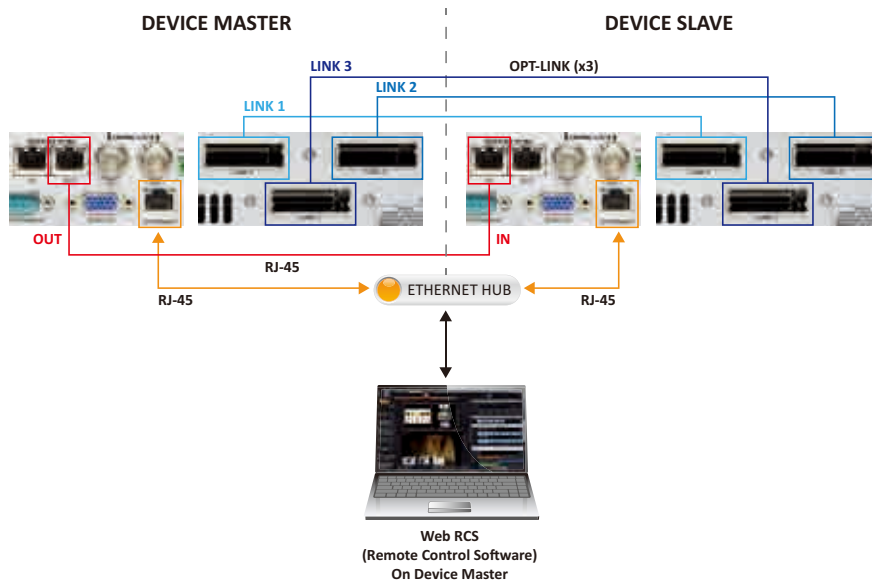 DEVICE MASTER
DEVICE SLAVE
LINK 3
OPT-LINK (x3)
LINK 2
LINK 1
OUT
IN
RJ-45
RJ-45
ETHERNET HUB
RJ-45
Web RCS
(Remote Control Software)
On Device Master